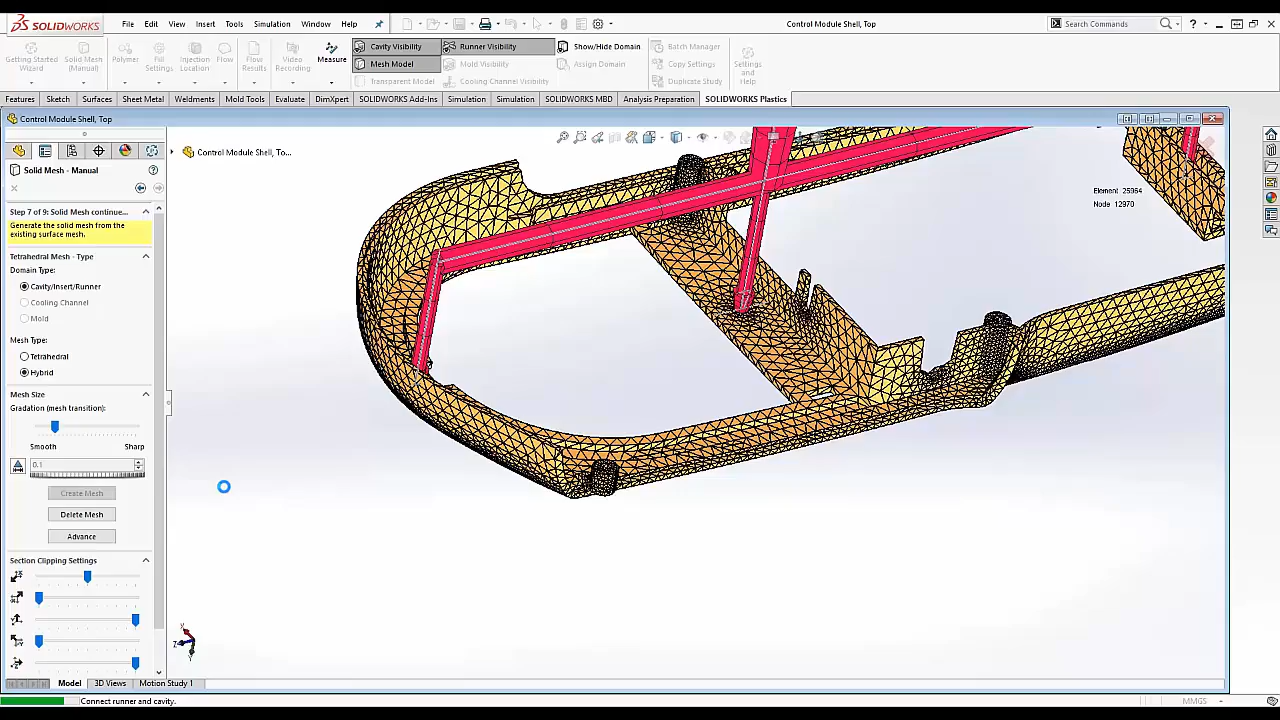 SOLIDWORKS File Edit View Insert Tools Simulation Window Help Control Module Shell, Top Search Commands
Getting Started Wizard
Solid Mesh (Manual)
Polymer
Fill Settings
Injection Location
Flow
Flow Results
Video Recording
Measure
Cavity Visibility
Runner Visibility
Show/Hide Domain
Batch Manager
Mesh Model
Mold Visibility
Assign Domain
Copy Settings
Transparent Model
Cooling Channel Visibility
Duplicate Study
Settings and Help
Features Sketch Surfaces Sheet Metal Weldments Mold Tools Evaluate DimXpert SOLIDWORKS Add-Ins Simulation Simulation SOLIDWORKS MBD Analysis Preparation SOLIDWORKS Plastics
Control Module Shell, Top
Control Module Shell, To...
Solid Mesh - Manual
Step 7 of 9: Solid Mesh continue...
Generate the solid mesh from the
existing surface mesh.
Tetrahedral Mesh - Type
Domain Type:
Cavity/Insert/Runner
Cooling Channel
Mold
Mesh Type:
Tetrahedral
Hybrid
Mesh Size
Gradation (mesh transition):
Smooth Sharp
0.1
Create Mesh
Delete Mesh
Advance
Section Clipping Settings
Element 25964
Node 12970
Model 3D Views Motion Study 1
Connect runner and cavity.
MMGS